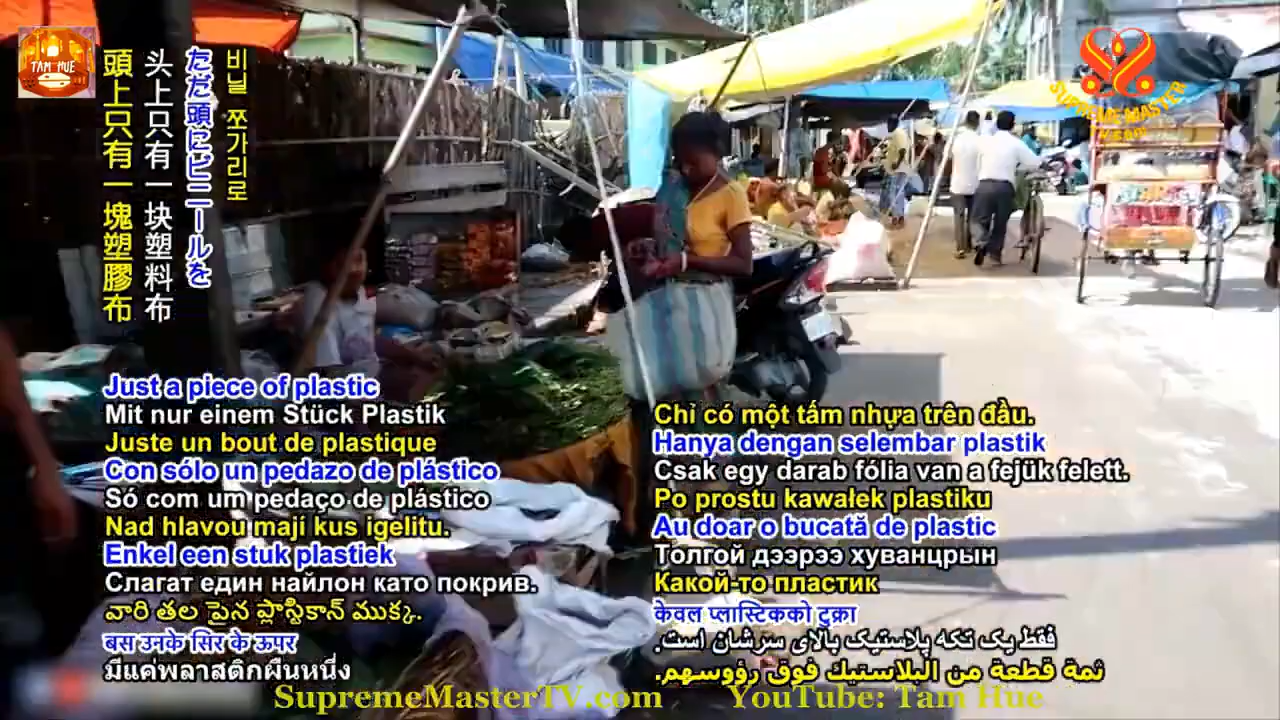 TAM HUE
비닐 쪼가리로
ただ頭にビニールを
头上只有一块塑料布
頭上只有一塊塑膠布
SUPREME MASTER
Just a piece of plastic
Mit nur einem Stück Plastik
Juste un bout de plastique
Con sólo un pedazo de plástico
Só com um pedaço de plástico
Nad hlavou mají kus igelitu.
Enkel een stuk plastiek
Слагат един найлон като покрив.
వారి తల పైన ప్లాస్టికాన్ ముక్క.
बस उनके सिर के ऊपर
มีแค่พลาสติกผืนหนึ่ง
Chỉ có một tấm nhựa trên đầu.
Hanya dengan selembar plastik
Csak egy darab fólia van a fejük felett.
Po prostu kawałek plastiku
Au doar o bucată de plastic
Толгой дээрээ хуванцрын
Какой-то пластик
केवल प्लास्टिकको टुक्रा
فقط یک تکه پلاستیک بالای سرشان است.
ثمة قطعة من البلاستيك فوق رؤوسهم.
SupremeMasterTV.com
YouTube: Tam Hue